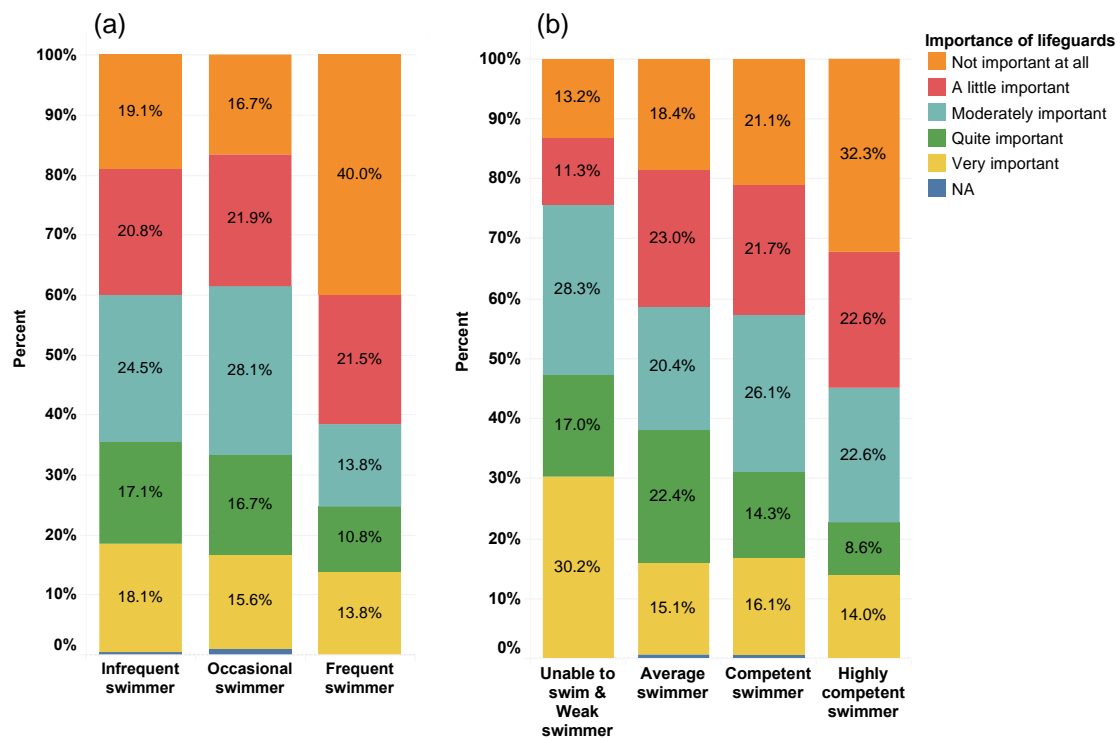 (a)
Percent
100%
90%
80%
70%
60%
50%
40%
30%
20%
10%
0%
19.1%
20.8%
24.5%
17.1%
18.1%
16.7%
21.9%
28.1%
16.7%
15.6%
40.0%
21.5%
13.8%
10.8%
13.8%
Infrequent
swimmer
Occasional
swimmer
Frequent
swimmer
(b)
Percent
100%
90%
80%
70%
60%
50%
40%
30%
20%
10%
0%
13.2%
11.3%
28.3%
17.0%
30.2%
18.4%
23.0%
20.4%
22.4%
15.1%
21.1%
21.7%
26.1%
14.3%
16.1%
32.3%
22.6%
22.6%
8.6%
14.0%
Unable to
swim &
Weak
swimmer
Average
swimmer
Competent
swimmer
Highly
competent
swimmer
Importance of lifeguards
Not important at all
A little important
Moderately important
Quite important
Very important
NA